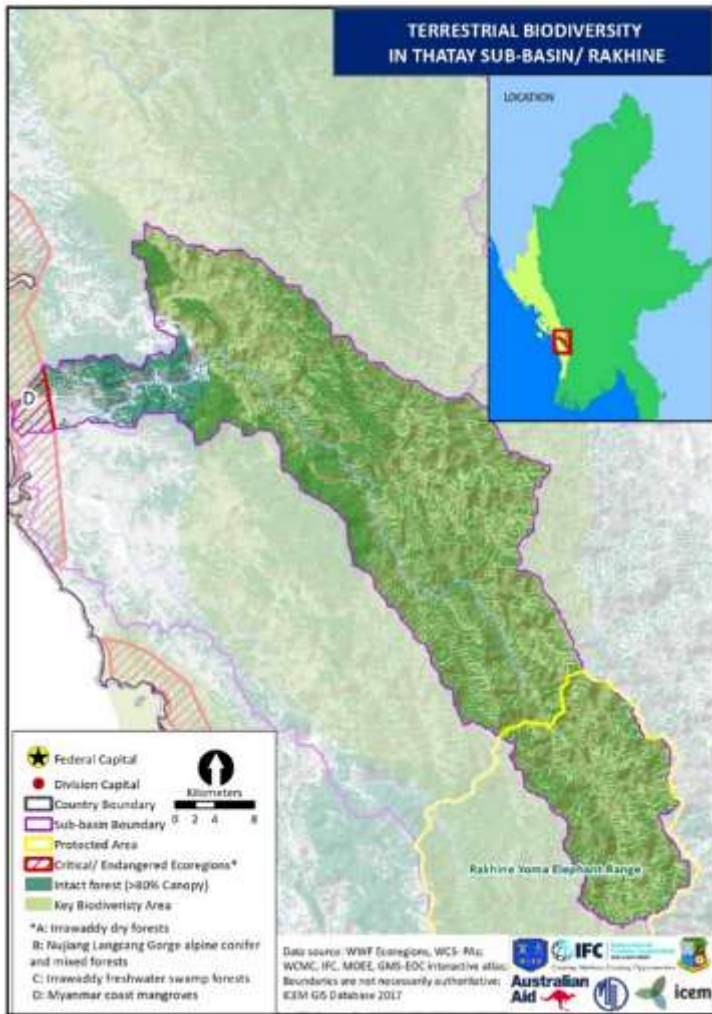 TERRESTRIAL BIODIVERSITY
IN THATAY SUB-BASIN/ RAKHINE
LOCATION
D
Rakhine Yoma Elephant Range
Federal Capital
Division Capital
Country Boundary
Kilometers
0 2 4 8
Sub-basin Boundary
Protected Area
Critical/ Endangered Ecoregions*
Intact forest (>80% Canopy)
Key Biodiveristy Area
*A: Irrawaddy dry forests
B: Nujiang Langcang Gorge alpine conifer
and mixed forests
C: Irrawaddy freshwater swamp forests
D: Myanmar coast mangroves
Data source: WWF Ecoregions, WCS- PAs;
WCMC, IFC, MOEE, GMS-EOC interactive atlas;
Boundaries are not necessarily authoritative;
ICEM GIS Database 2017
IFC
Australian
Aid
icem